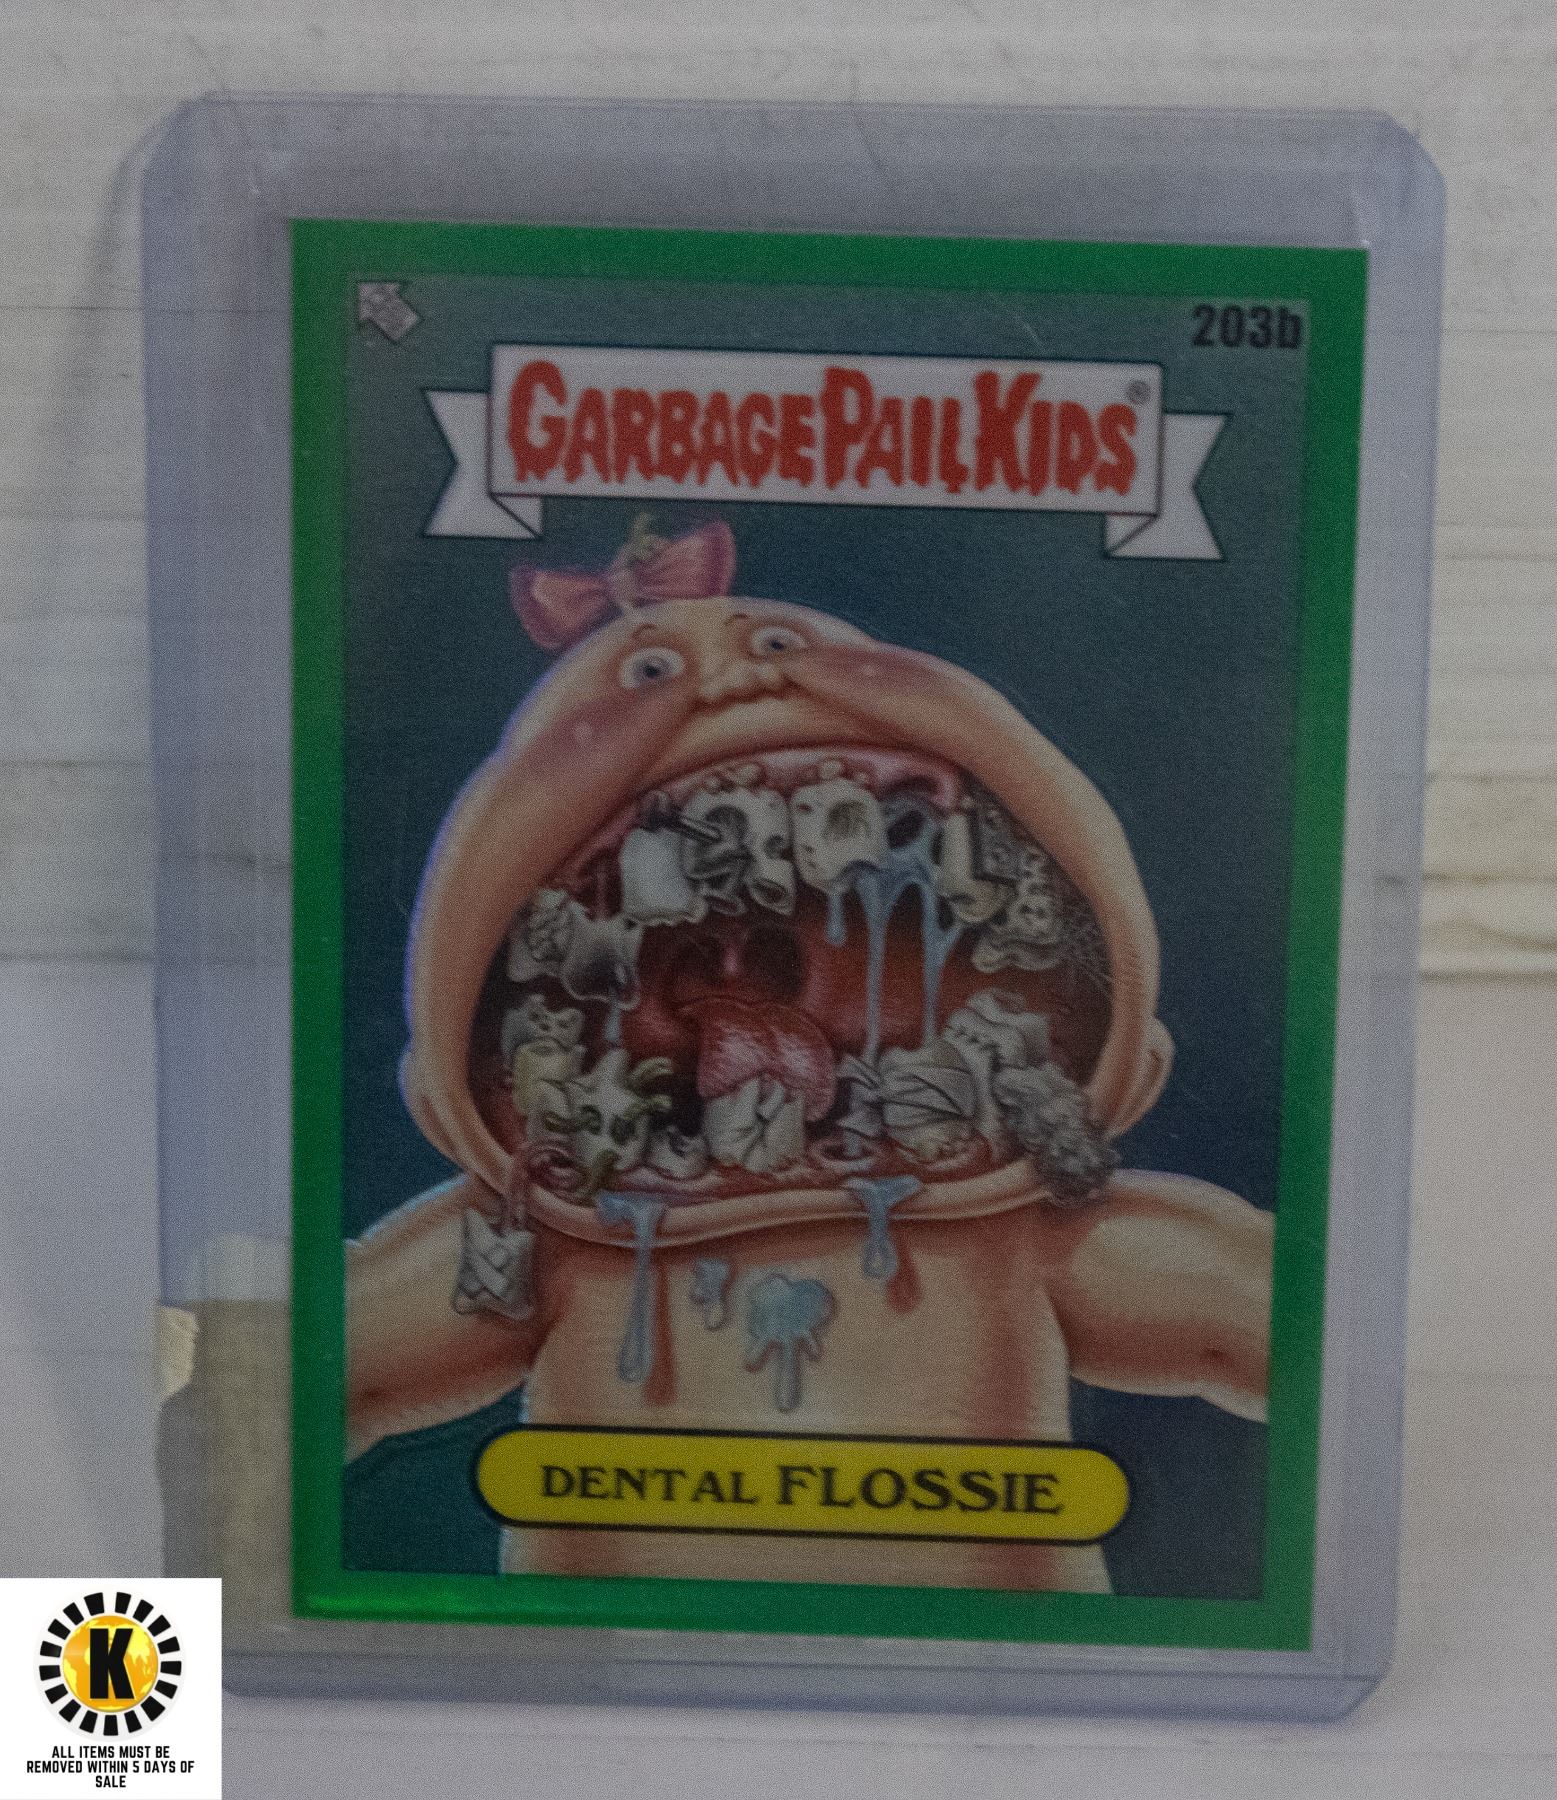 203b
GARBAGE PAIL KIDS®
DENTAL FLOSSIE
K
ALL ITEMS MUST BE
REMOVED WITHIN 5 DAYS OF
SALE